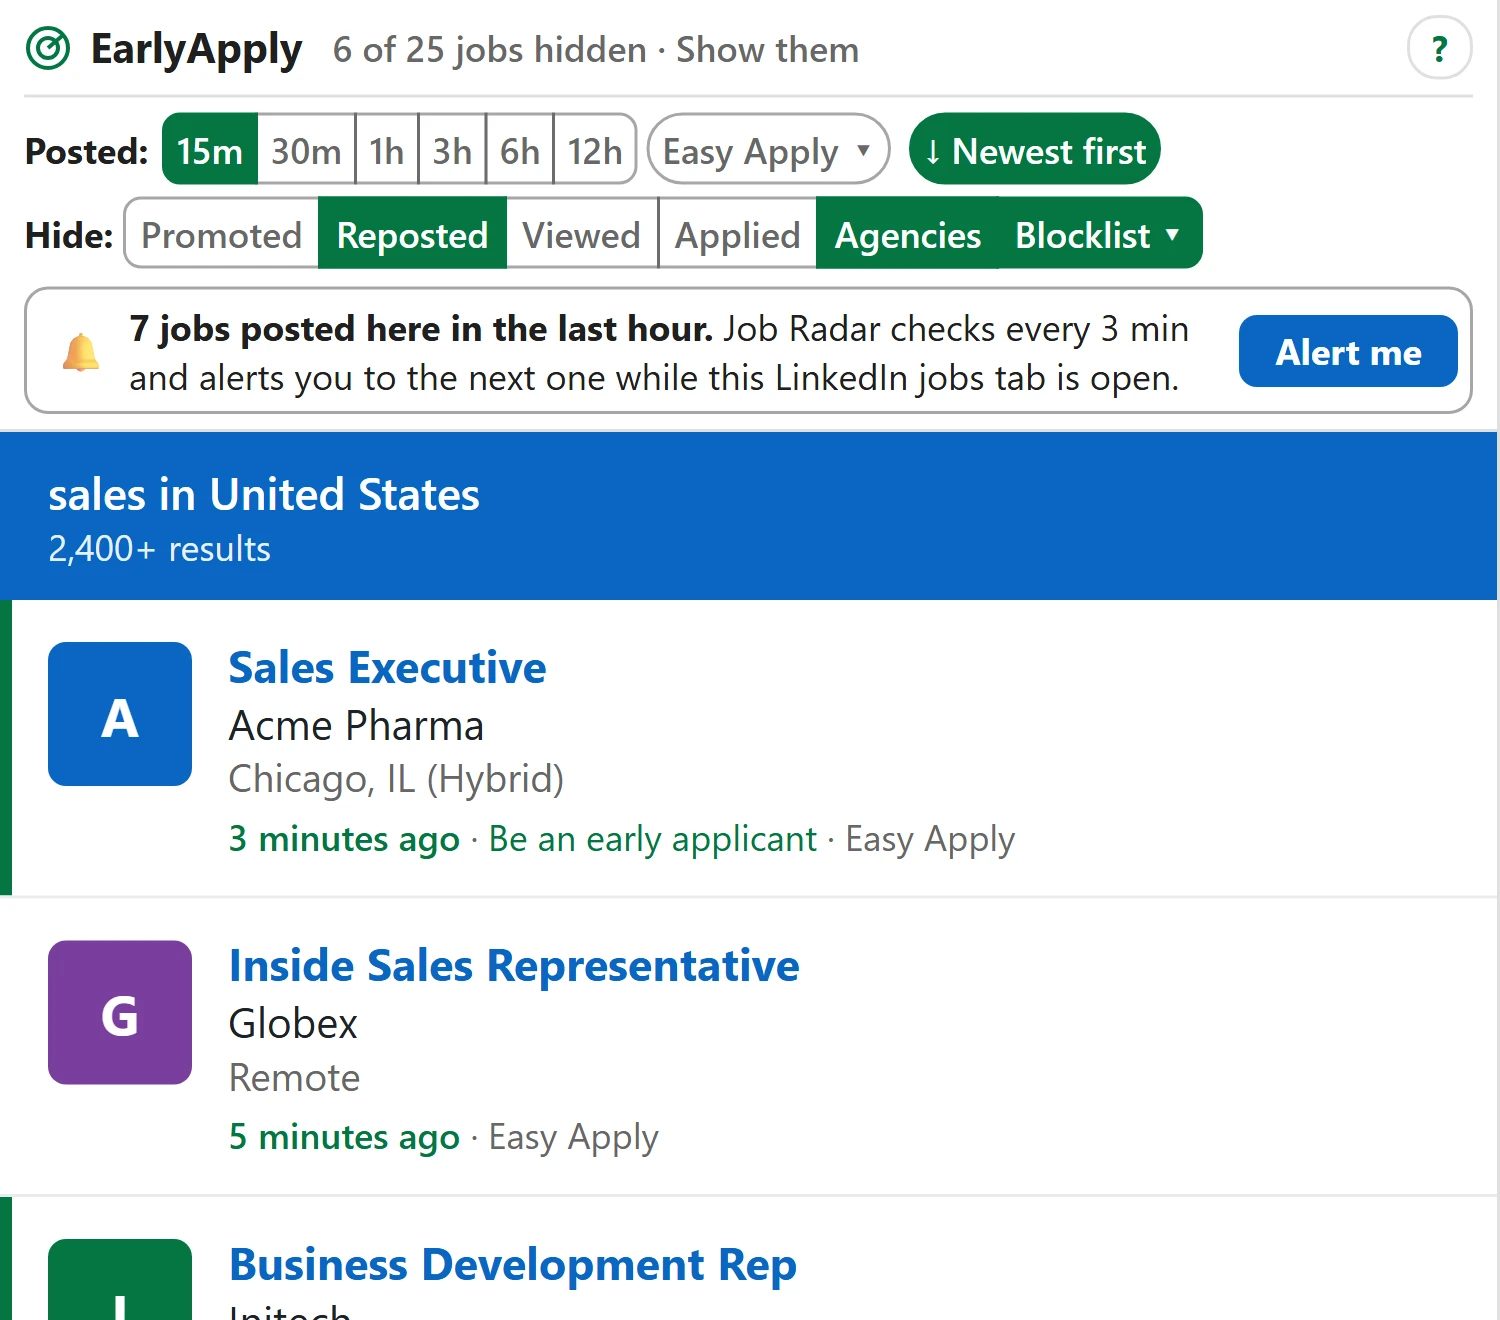 EarlyApply 6 of 25 jobs hidden · Show them ?
Posted: 15m 30m 1h 3h 6h 12h Easy Apply ▼ ↓ Newest first
Hide: Promoted Reposted Viewed Applied Agencies Blocklist ▼
7 jobs posted here in the last hour. Job Radar checks every 3 min
and alerts you to the next one while this LinkedIn jobs tab is open.
Alert me
sales in United States
2,400+ results
A
Sales Executive
Acme Pharma
Chicago, IL (Hybrid)
3 minutes ago · Be an early applicant · Easy Apply
G
Inside Sales Representative
Globex
Remote
5 minutes ago · Easy Apply
I
Business Development Rep
Initech